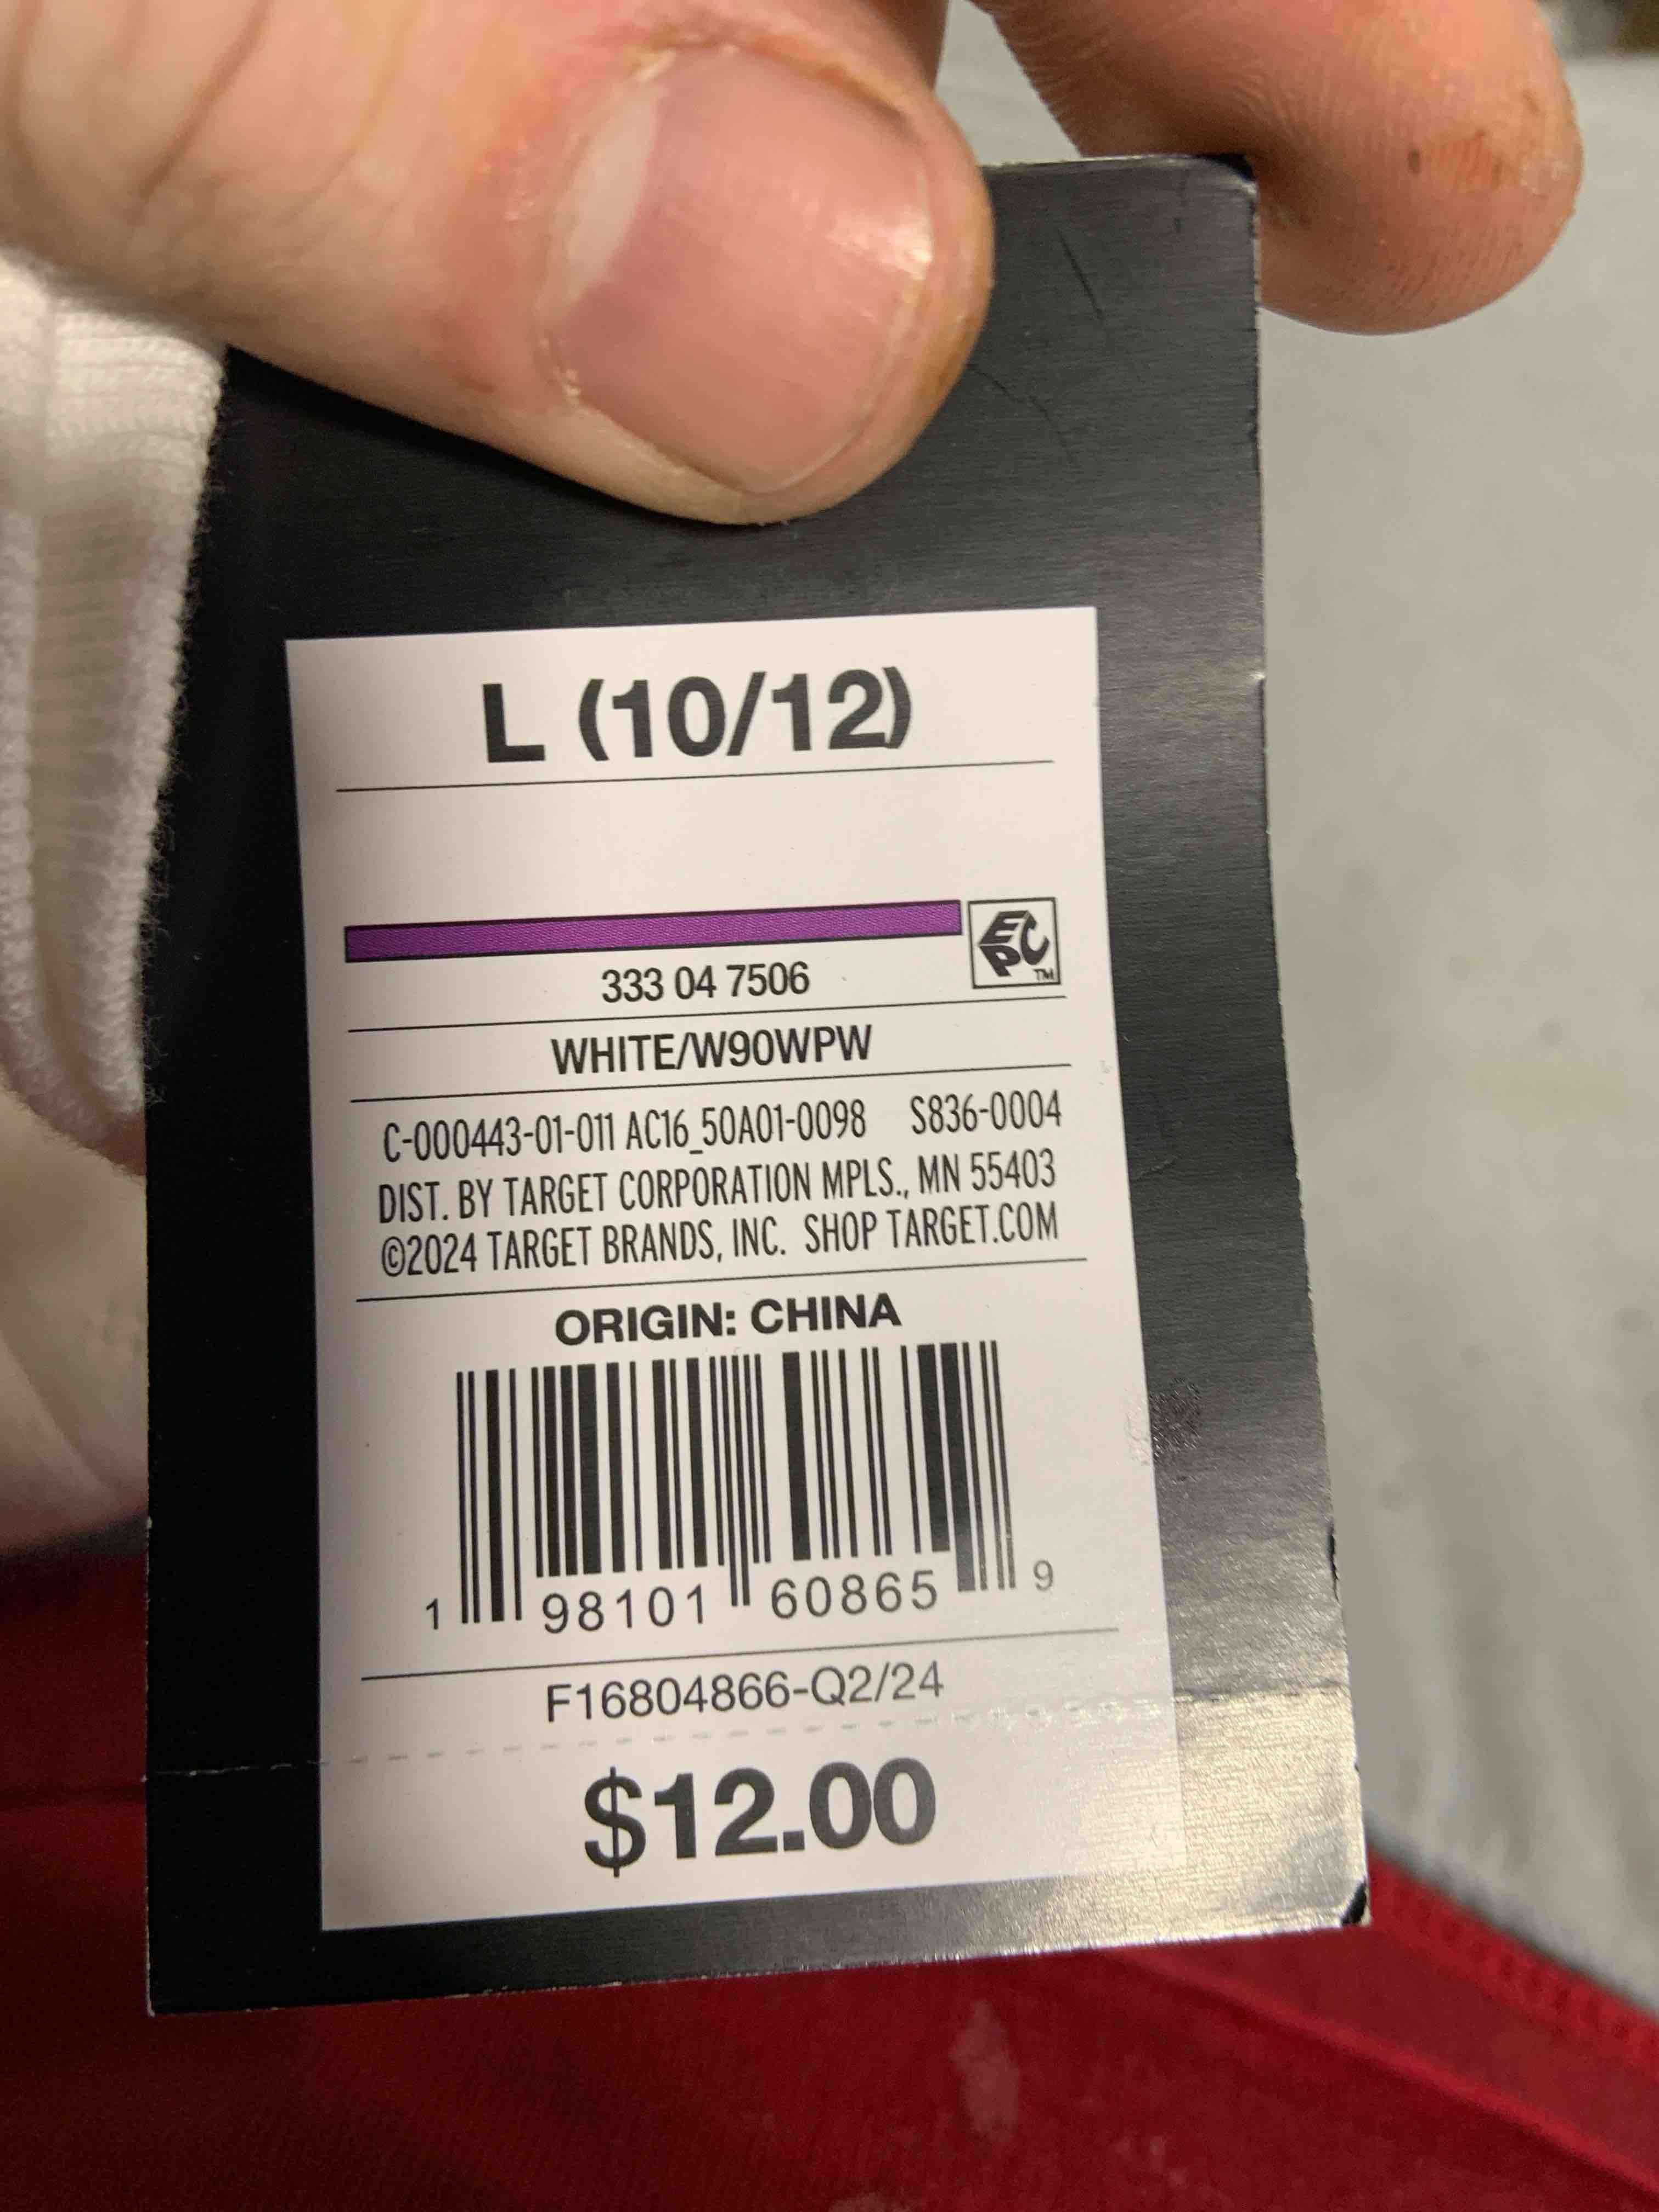 L (10/12)
EPC™
333 04 7506
WHITE/W90WPW
C-000443-01-011 AC16_50A01-0098 S836-0004
DIST. BY TARGET CORPORATION MPLS., MN 55403
©2024 TARGET BRANDS, INC. SHOP TARGET.COM
ORIGIN: CHINA
1 98101 60865 9
F16804866-Q2/24
$12.00